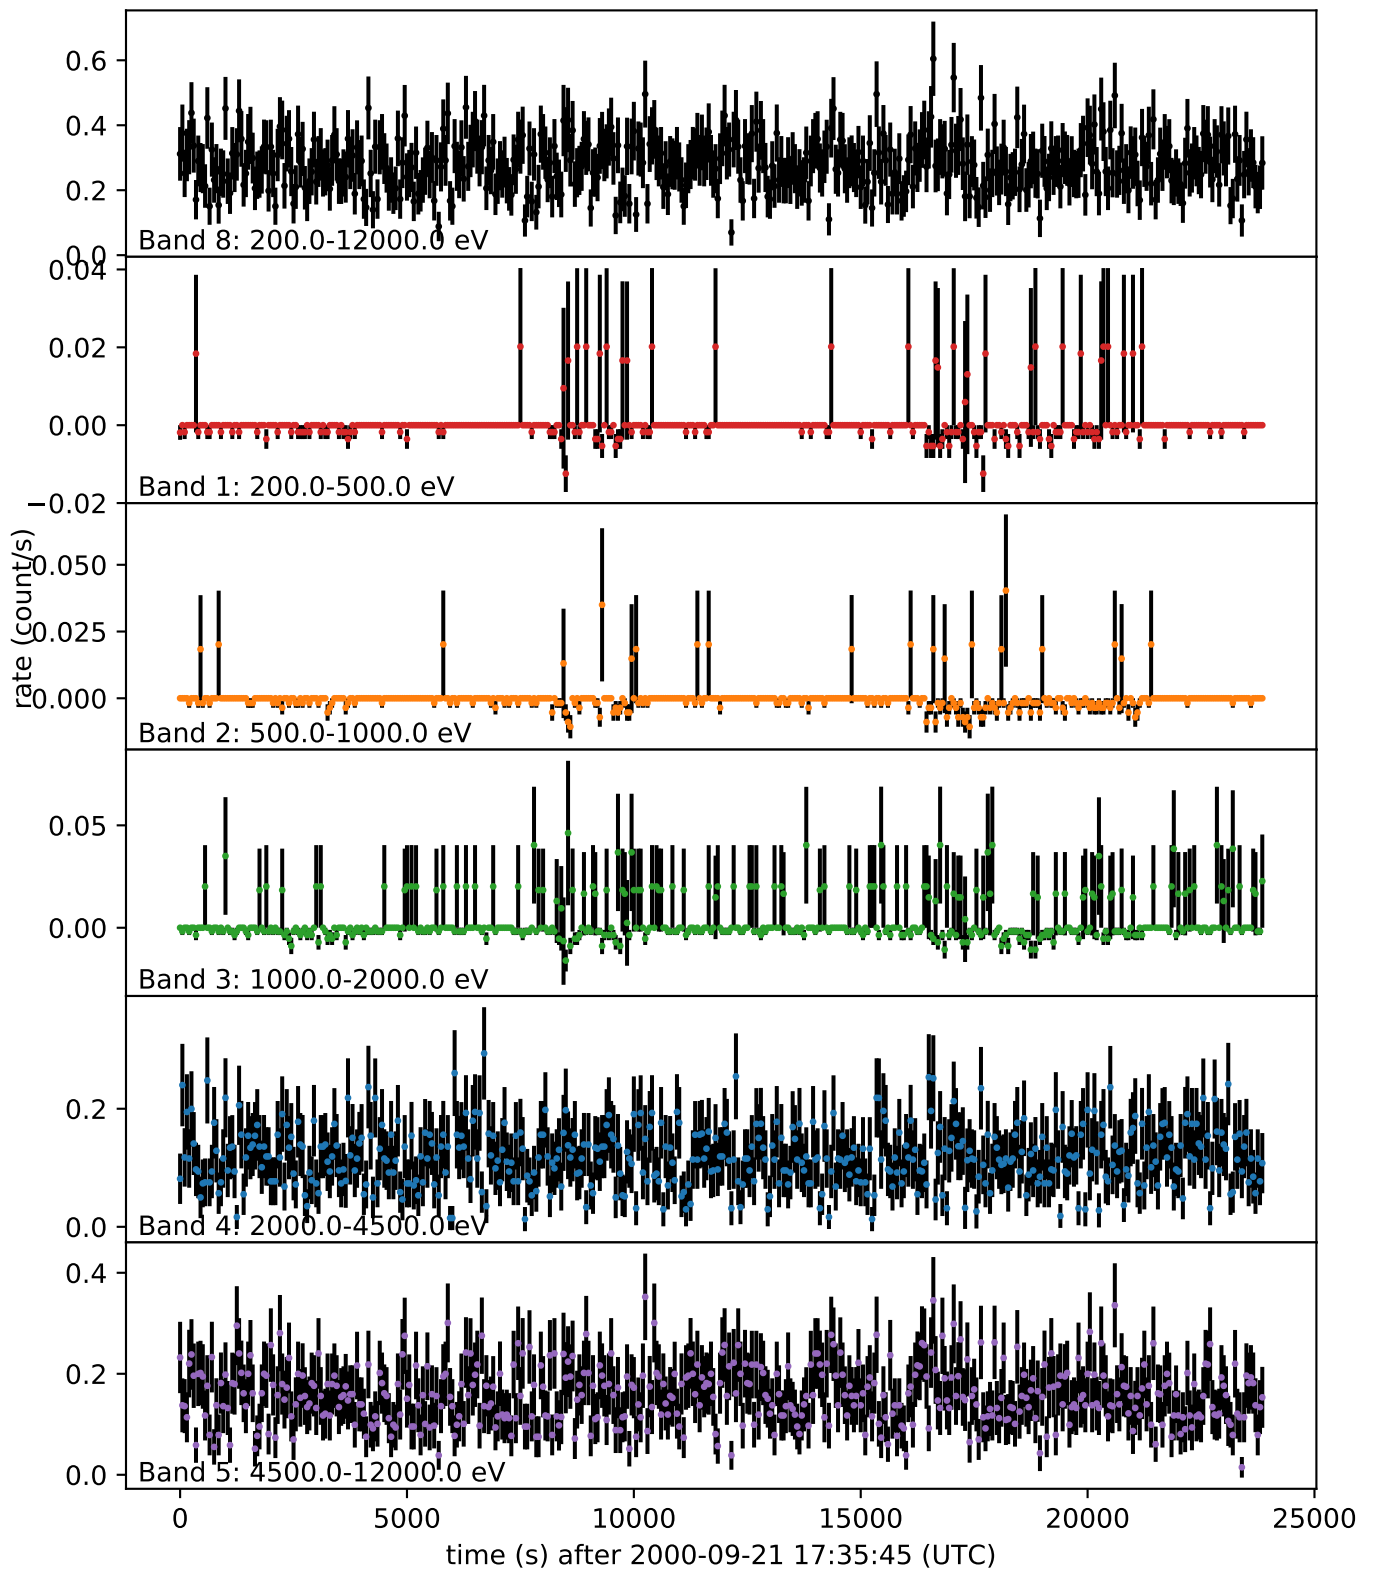 0.6
0.4
0.2
0.0
Band 8: 200.0-12000.0 eV
0.04
0.02
0.00
−0.02
Band 1: 200.0-500.0 eV
rate (count/s)
0.050
0.025
0.000
Band 2: 500.0-1000.0 eV
0.05
0.00
Band 3: 1000.0-2000.0 eV
0.2
0.0
Band 4: 2000.0-4500.0 eV
0.4
0.2
0.0
Band 5: 4500.0-12000.0 eV
0 5000 10000 15000 20000 25000
time (s) after 2000-09-21 17:35:45 (UTC)